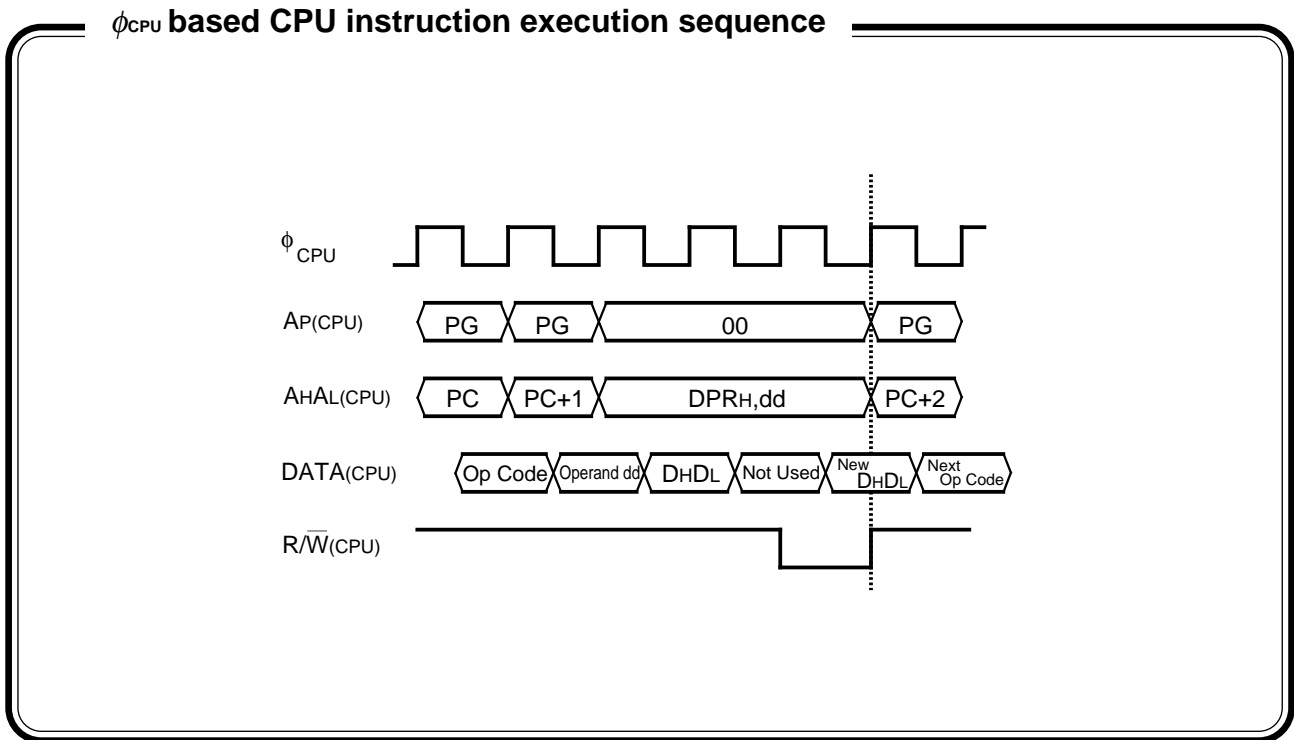 ϕCPU based CPU instruction execution sequence
ϕ CPU
AP(CPU) PG PG 00 PG
AHAL(CPU) PC PC+1 DPRH,dd PC+2
DATA(CPU) Op Code Operand dd DHDL Not Used New DHDL Next Op Code
R/W̅(CPU)